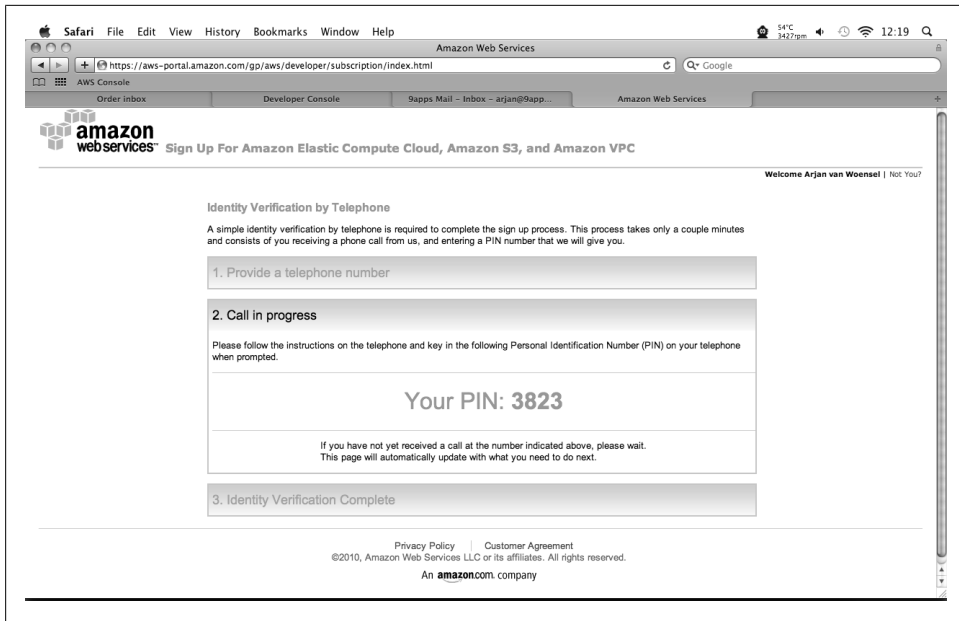 Safari File Edit View History Bookmarks Window Help 54°C 3427rpm 12:19
Amazon Web Services
https://aws-portal.amazon.com/gp/aws/developer/subscription/index.html Google
AWS Console
Order inbox Developer Console 9apps Mail – Inbox – arjan@9app... Amazon Web Services
amazon
webservices™ Sign Up For Amazon Elastic Compute Cloud, Amazon S3, and Amazon VPC
Welcome Arjan van Woensel | Not You?
Identity Verification by Telephone
A simple identity verification by telephone is required to complete the sign up process. This process takes only a couple minutes
and consists of you receiving a phone call from us, and entering a PIN number that we will give you.
1. Provide a telephone number
2. Call in progress
Please follow the instructions on the telephone and key in the following Personal Identification Number (PIN) on your telephone
when prompted.
Your PIN: 3823
If you have not yet received a call at the number indicated above, please wait.
This page will automatically update with what you need to do next.
3. Identity Verification Complete
Privacy Policy | Customer Agreement
©2010, Amazon Web Services LLC or its affiliates. All rights reserved.
An amazon.com. company